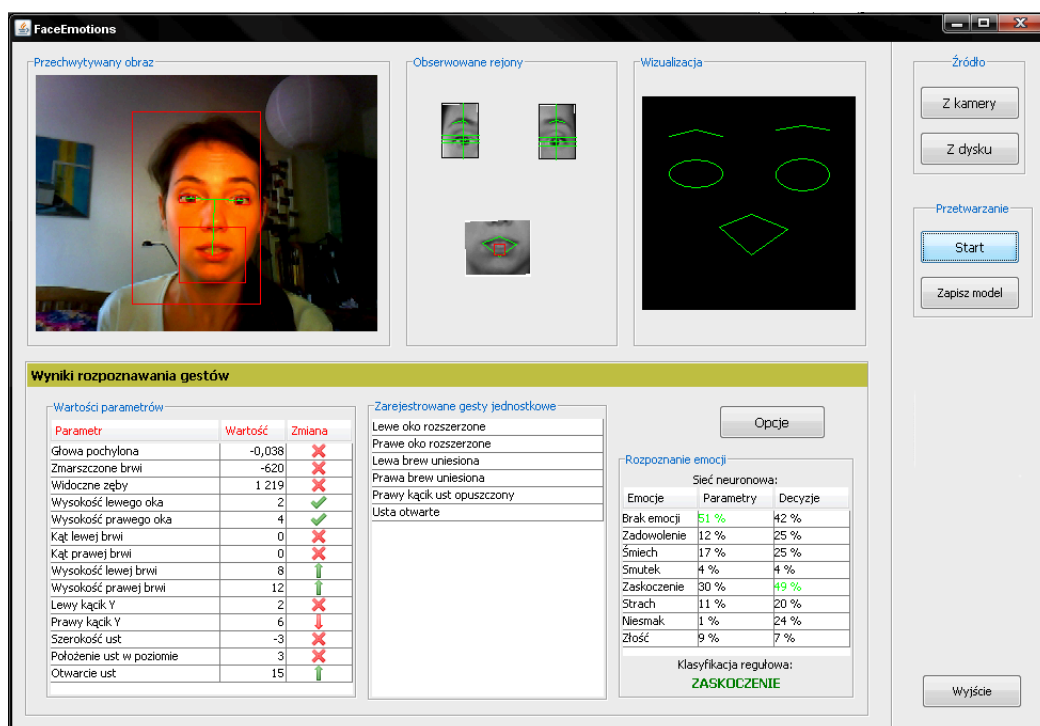 FaceEmotions
Przechwytywany obraz
Obserwowane rejony
Wizualizacja
Źródło
Z kamery
Z dysku
Przetwarzanie
Start
Zapisz model
Wyniki rozpoznawania gestów
Wartości parametrów
Parametr Wartość Zmiana
Głowa pochylona -0,038
Zmarszczone brwi -620
Widoczne zęby 1 219
Wysokość lewego oka 2
Wysokość prawego oka 4
Kąt lewej brwi 0
Kąt prawej brwi 0
Wysokość lewej brwi 8
Wysokość prawej brwi 12
Lewy kącik Y 2
Prawy kącik Y 6
Szerokość ust -3
Położenie ust w poziomie 3
Otwarcie ust 15
Zarejestrowane gesty jednostkowe
Lewe oko rozszerzone
Prawe oko rozszerzone
Lewa brew uniesiona
Prawa brew uniesiona
Prawy kącik ust opuszczony
Usta otwarte
Opcje
Rozpoznanie emocji
Sieć neuronowa:
Emocje Parametry Decyzje
Brak emocji 51 % 42 %
Zadowolenie 12 % 25 %
Śmiech 17 % 25 %
Smutek 4 % 4 %
Zaskoczenie 30 % 49 %
Strach 11 % 20 %
Niesmak 1 % 24 %
Złość 9 % 7 %
Klasyfikacja regułowa:
ZASKOCZENIE
Wyjście